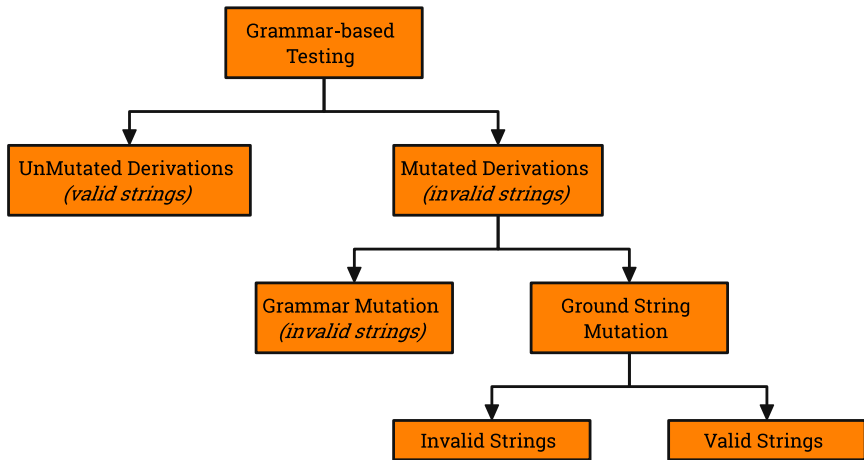 Grammar-based
Testing
UnMutated Derivations
(valid strings)
Mutated Derivations
(invalid strings)
Grammar Mutation
(invalid strings)
Ground String
Mutation
Invalid Strings
Valid Strings